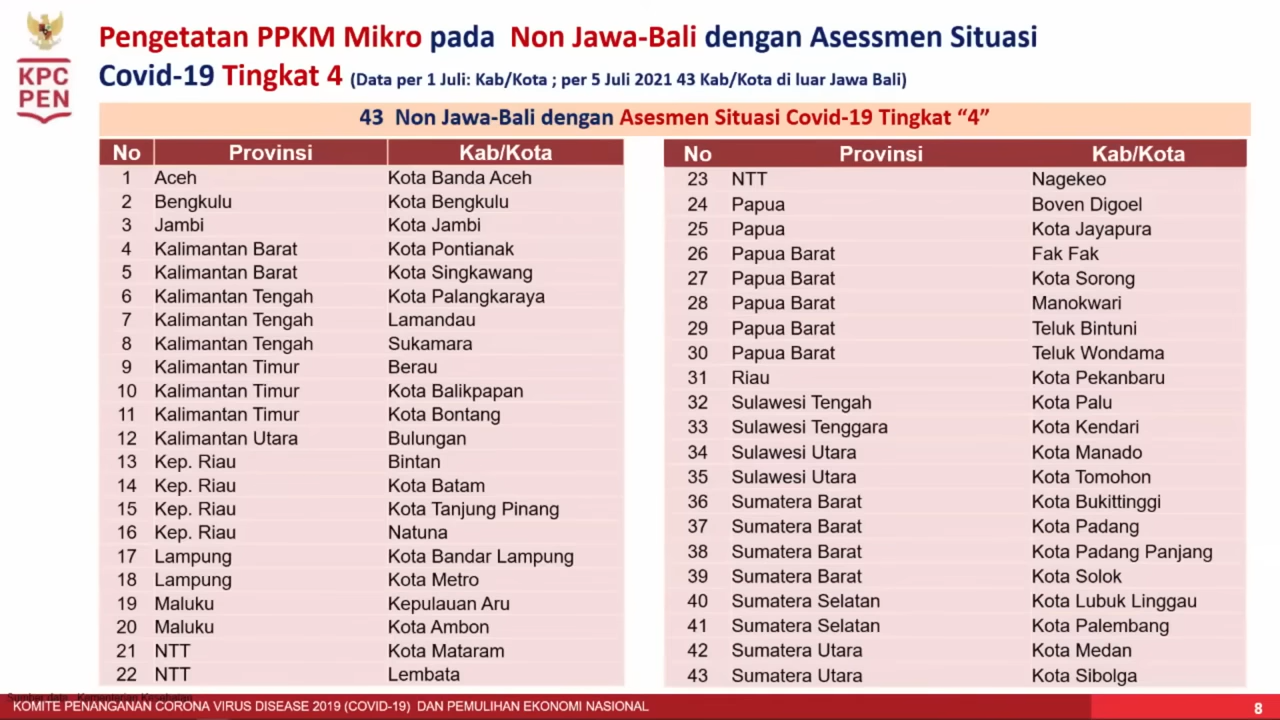 KPC
PEN
Pengetatan PPKM Mikro pada Non Jawa-Bali dengan Asessmen Situasi
Covid-19 Tingkat 4 (Data per 1 Juli: Kab/Kota ; per 5 Juli 2021 43 Kab/Kota di luar Jawa Bali)
43 Non Jawa-Bali dengan Asesmen Situasi Covid-19 Tingkat “4”
No Provinsi Kab/Kota
1 Aceh Kota Banda Aceh
2 Bengkulu Kota Bengkulu
3 Jambi Kota Jambi
4 Kalimantan Barat Kota Pontianak
5 Kalimantan Barat Kota Singkawang
6 Kalimantan Tengah Kota Palangkaraya
7 Kalimantan Tengah Lamandau
8 Kalimantan Tengah Sukamara
9 Kalimantan Timur Berau
10 Kalimantan Timur Kota Balikpapan
11 Kalimantan Timur Kota Bontang
12 Kalimantan Utara Bulungan
13 Kep. Riau Bintan
14 Kep. Riau Kota Batam
15 Kep. Riau Kota Tanjung Pinang
16 Kep. Riau Natuna
17 Lampung Kota Bandar Lampung
18 Lampung Kota Metro
19 Maluku Kepulauan Aru
20 Maluku Kota Ambon
21 NTT Kota Mataram
22 NTT Lembata
No Provinsi Kab/Kota
23 NTT Nagekeo
24 Papua Boven Digoel
25 Papua Kota Jayapura
26 Papua Barat Fak Fak
27 Papua Barat Kota Sorong
28 Papua Barat Manokwari
29 Papua Barat Teluk Bintuni
30 Papua Barat Teluk Wondama
31 Riau Kota Pekanbaru
32 Sulawesi Tengah Kota Palu
33 Sulawesi Tenggara Kota Kendari
34 Sulawesi Utara Kota Manado
35 Sulawesi Utara Kota Tomohon
36 Sumatera Barat Kota Bukittinggi
37 Sumatera Barat Kota Padang
38 Sumatera Barat Kota Padang Panjang
39 Sumatera Barat Kota Solok
40 Sumatera Selatan Kota Lubuk Linggau
41 Sumatera Selatan Kota Palembang
42 Sumatera Utara Kota Medan
43 Sumatera Utara Kota Sibolga
Sumber data : Kementerian Kesehatan
KOMITE PENANGANAN CORONA VIRUS DISEASE 2019 (COVID-19) DAN PEMULIHAN EKONOMI NASIONAL
8